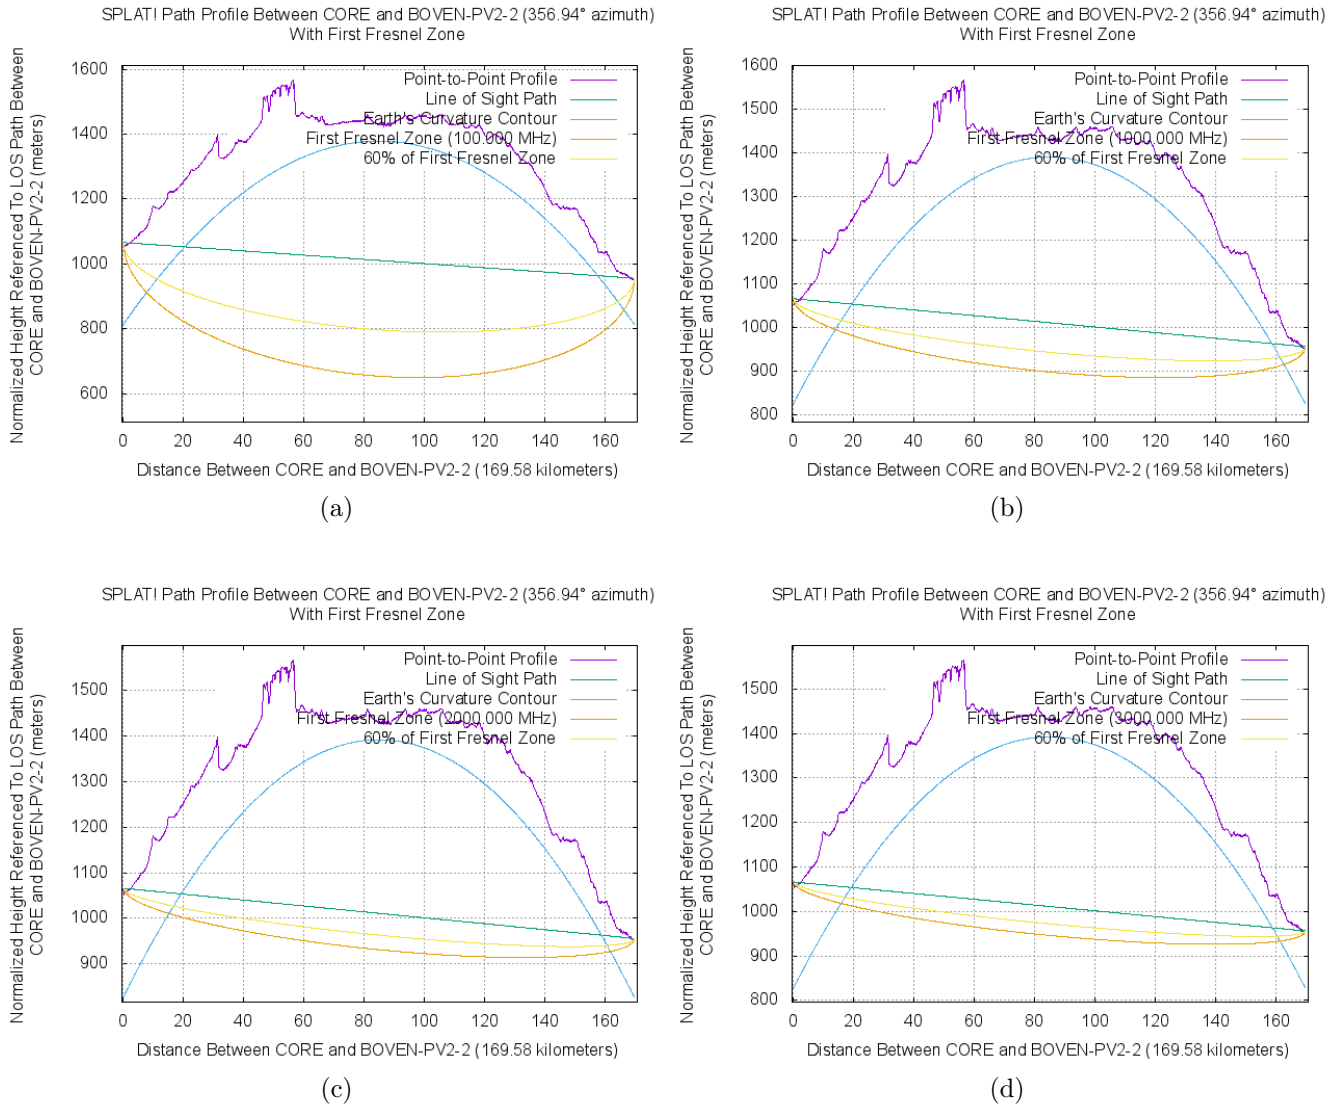 SPLAT! Path Profile Between CORE and BOVEN-PV2-2 (356.94° azimuth)
With First Fresnel Zone
Normalized Height Referenced To LOS Path Between
CORE and BOVEN-PV2-2 (meters)
1600
1400
1200
1000
800
600
Point-to-Point Profile
Line of Sight Path
Earth's Curvature Contour
First Fresnel Zone (100.000 MHz)
60% of First Fresnel Zone
0 20 40 60 80 100 120 140 160
Distance Between CORE and BOVEN-PV2-2 (169.58 kilometers)
(a)
SPLAT! Path Profile Between CORE and BOVEN-PV2-2 (356.94° azimuth)
With First Fresnel Zone
Normalized Height Referenced To LOS Path Between
CORE and BOVEN-PV2-2 (meters)
1600
1500
1400
1300
1200
1100
1000
900
800
Point-to-Point Profile
Line of Sight Path
Earth's Curvature Contour
First Fresnel Zone (1000.000 MHz)
60% of First Fresnel Zone
0 20 40 60 80 100 120 140 160
Distance Between CORE and BOVEN-PV2-2 (169.58 kilometers)
(b)
SPLAT! Path Profile Between CORE and BOVEN-PV2-2 (356.94° azimuth)
With First Fresnel Zone
Normalized Height Referenced To LOS Path Between
CORE and BOVEN-PV2-2 (meters)
1500
1400
1300
1200
1100
1000
900
Point-to-Point Profile
Line of Sight Path
Earth's Curvature Contour
First Fresnel Zone (2000.000 MHz)
60% of First Fresnel Zone
0 20 40 60 80 100 120 140 160
Distance Between CORE and BOVEN-PV2-2 (169.58 kilometers)
(c)
SPLAT! Path Profile Between CORE and BOVEN-PV2-2 (356.94° azimuth)
With First Fresnel Zone
Normalized Height Referenced To LOS Path Between
CORE and BOVEN-PV2-2 (meters)
1500
1400
1300
1200
1100
1000
900
800
Point-to-Point Profile
Line of Sight Path
Earth's Curvature Contour
First Fresnel Zone (3000.000 MHz)
60% of First Fresnel Zone
0 20 40 60 80 100 120 140 160
Distance Between CORE and BOVEN-PV2-2 (169.58 kilometers)
(d)